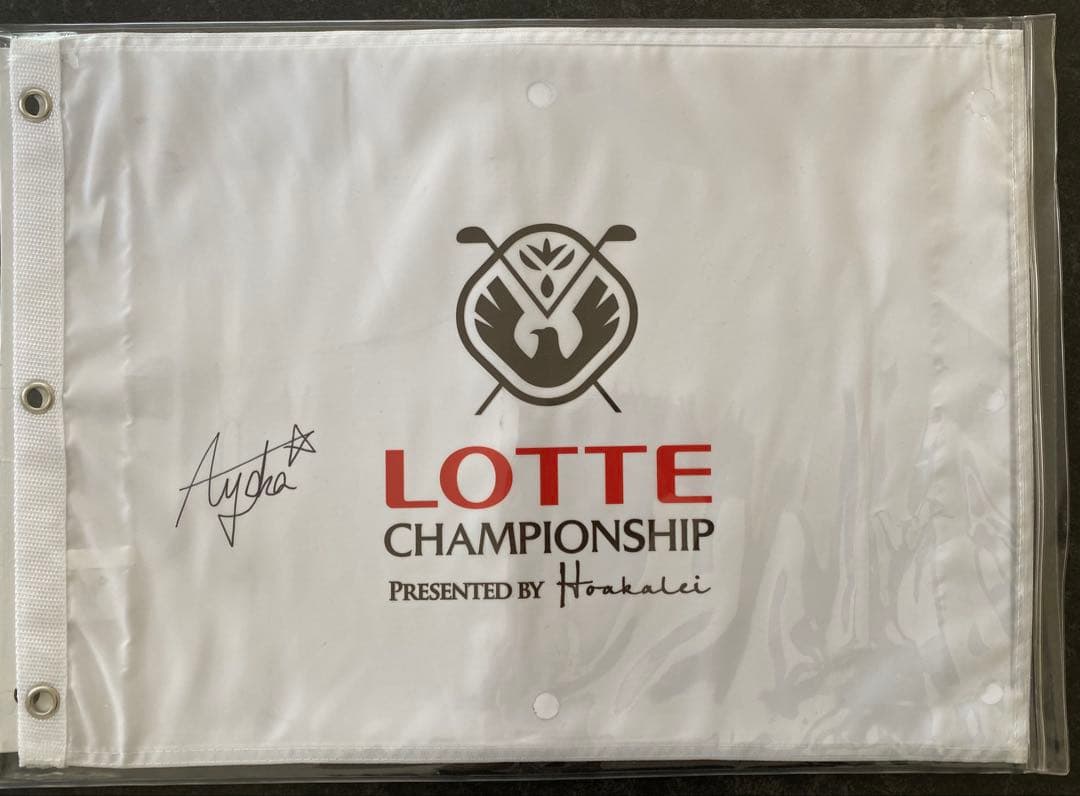 Ayaka
LOTTE
CHAMPIONSHIP
PRESENTED BY Hoakalei